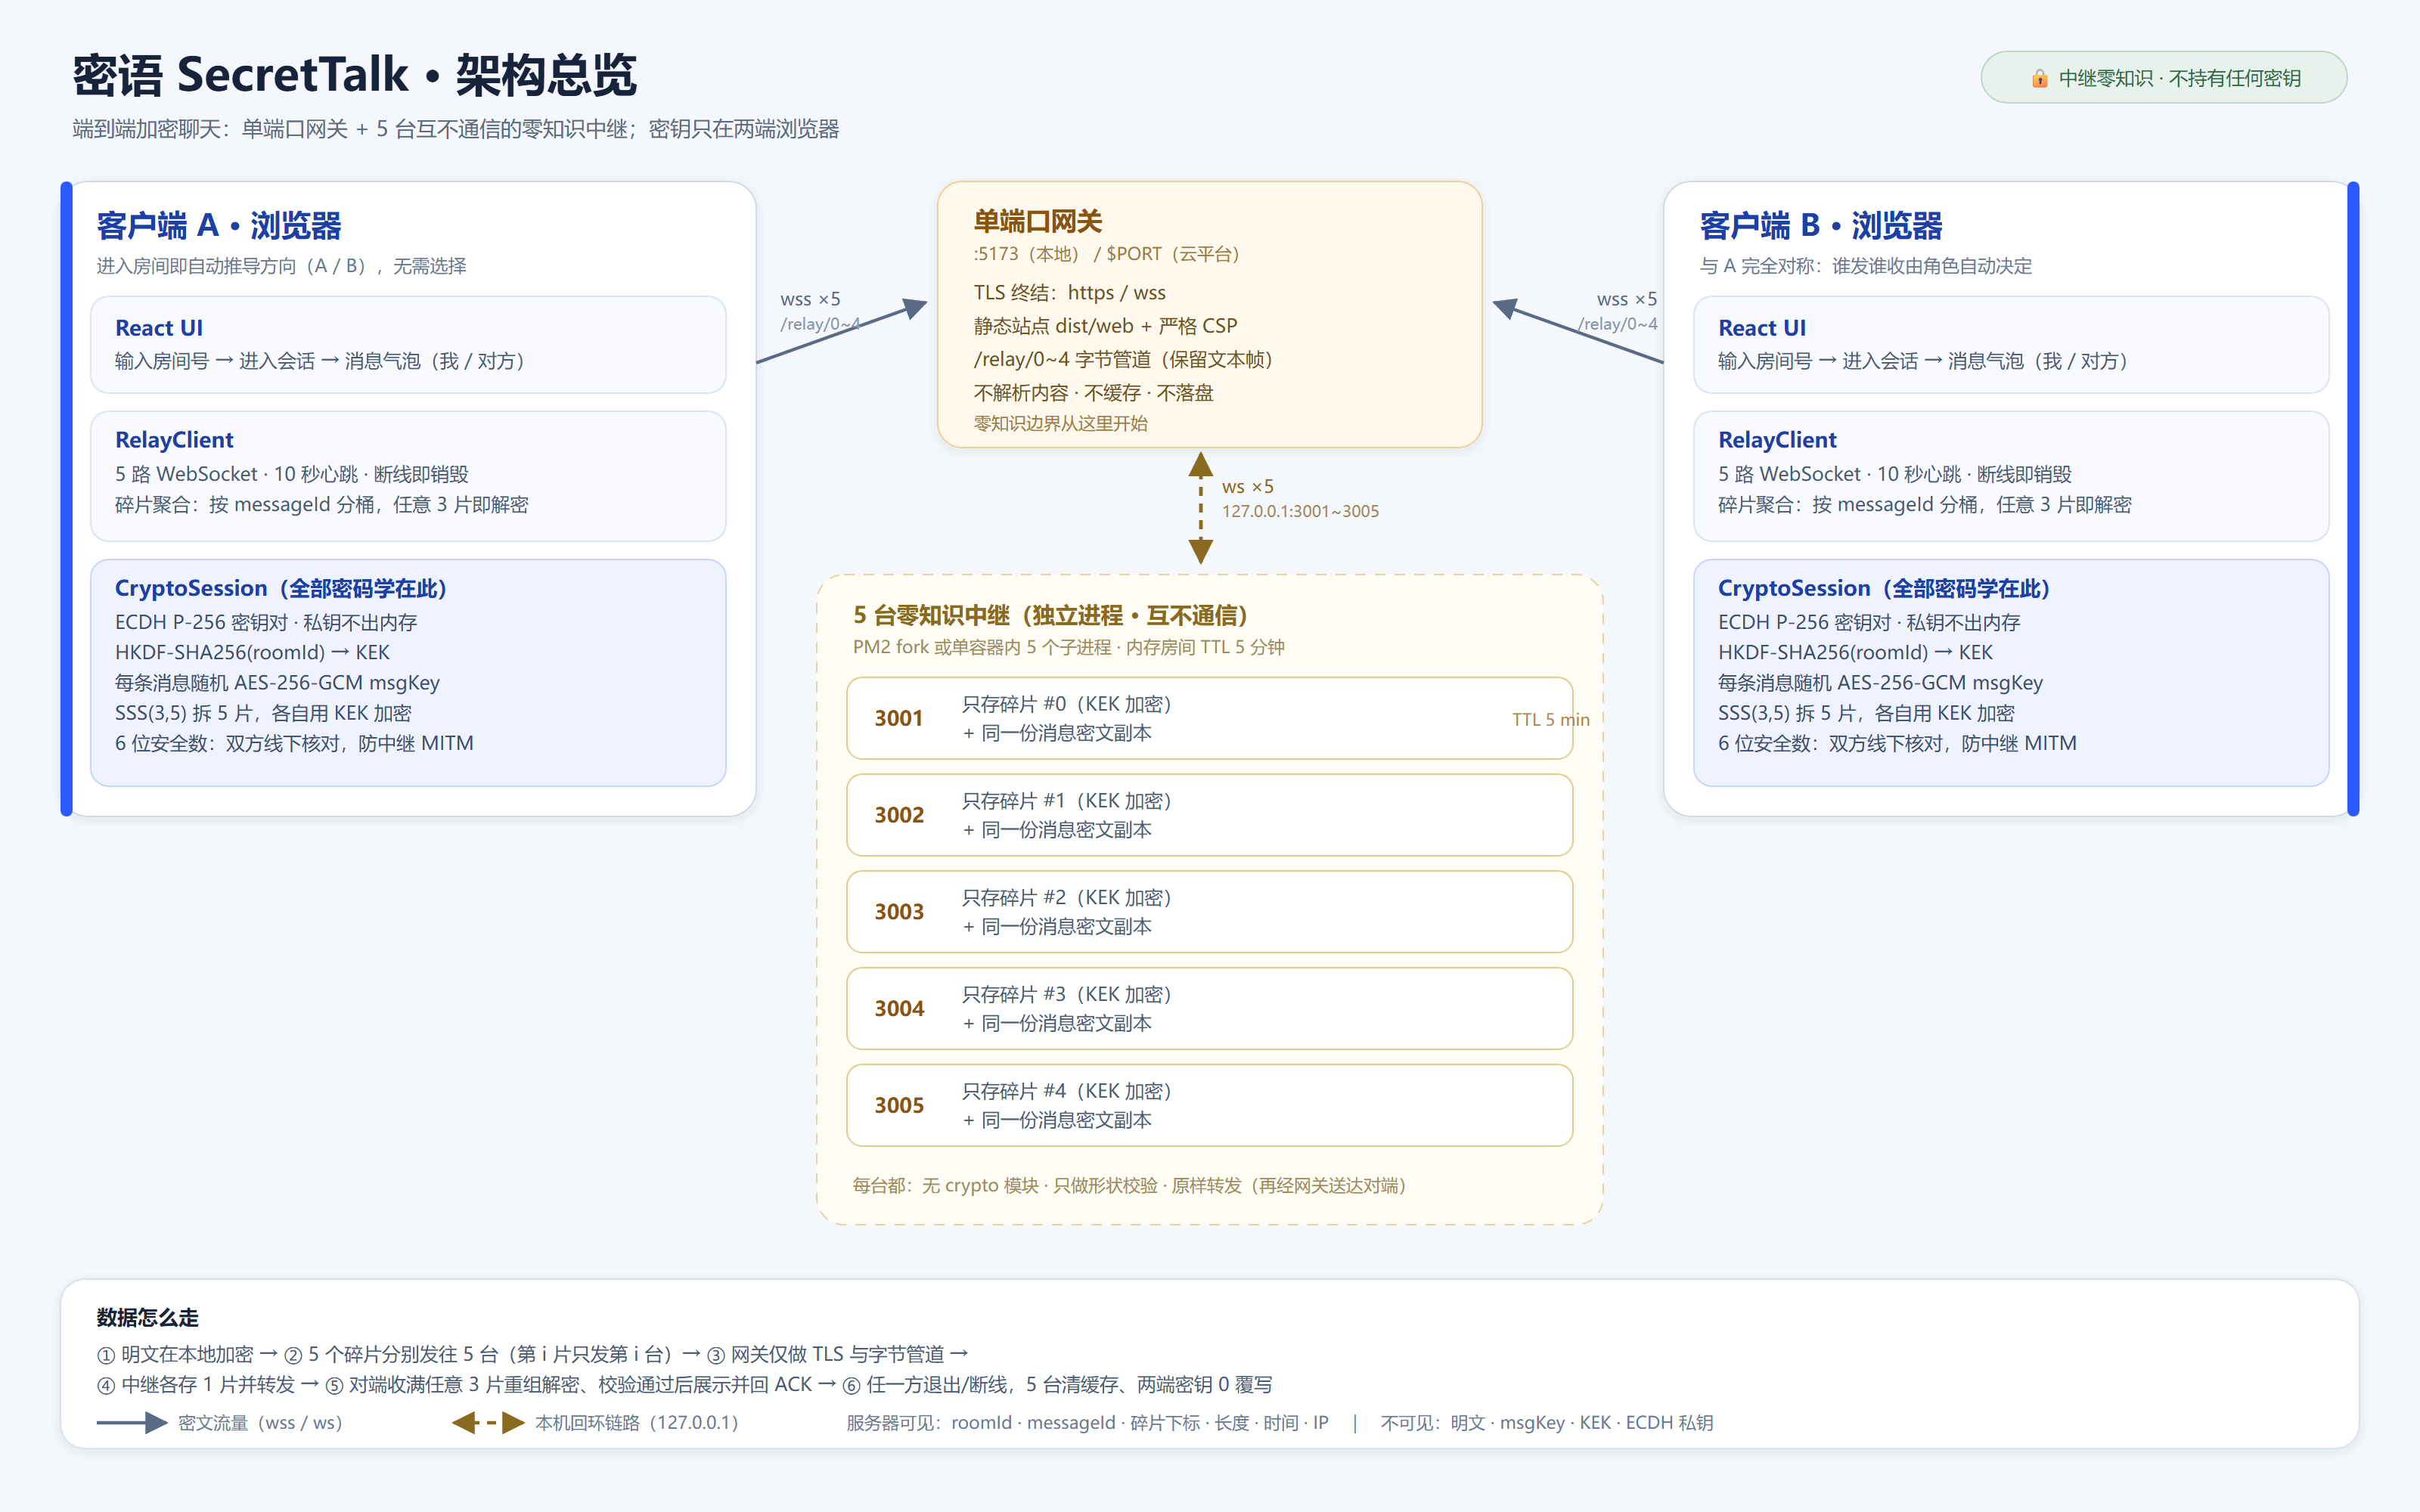 密语 SecretTalk · 架构总览
端到端加密聊天：单端口网关 + 5 台互不通信的零知识中继；密钥只在两端浏览器
🔒 中继零知识 · 不持有任何密钥
客户端 A · 浏览器
进入房间即自动推导方向（A / B），无需选择
React UI
输入房间号 → 进入会话 → 消息气泡（我 / 对方）
RelayClient
5 路 WebSocket · 10 秒心跳 · 断线即销毁
碎片聚合：按 messageId 分桶，任意 3 片即解密
CryptoSession（全部密码学在此）
ECDH P-256 密钥对 · 私钥不出内存
HKDF-SHA256(roomId) → KEK
每条消息随机 AES-256-GCM msgKey
SSS(3,5) 拆 5 片，各自用 KEK 加密
6 位安全数：双方线下核对，防中继 MITM
wss ×5
/relay/0~4
单端口网关
:5173（本地） / $PORT（云平台）
TLS 终结：https / wss
静态站点 dist/web + 严格 CSP
/relay/0~4 字节管道（保留文本帧）
不解析内容 · 不缓存 · 不落盘
零知识边界从这里开始
ws ×5
127.0.0.1:3001~3005
5 台零知识中继（独立进程 · 互不通信）
PM2 fork 或单容器内 5 个子进程 · 内存房间 TTL 5 分钟
3001
只存碎片 #0（KEK 加密）
+ 同一份消息密文副本
TTL 5 min
3002
只存碎片 #1（KEK 加密）
+ 同一份消息密文副本
3003
只存碎片 #2（KEK 加密）
+ 同一份消息密文副本
3004
只存碎片 #3（KEK 加密）
+ 同一份消息密文副本
3005
只存碎片 #4（KEK 加密）
+ 同一份消息密文副本
每台都：无 crypto 模块 · 只做形状校验 · 原样转发（再经网关送达对端）
wss ×5
/relay/0~4
客户端 B · 浏览器
与 A 完全对称：谁发谁收由角色自动决定
React UI
输入房间号 → 进入会话 → 消息气泡（我 / 对方）
RelayClient
5 路 WebSocket · 10 秒心跳 · 断线即销毁
碎片聚合：按 messageId 分桶，任意 3 片即解密
CryptoSession（全部密码学在此）
ECDH P-256 密钥对 · 私钥不出内存
HKDF-SHA256(roomId) → KEK
每条消息随机 AES-256-GCM msgKey
SSS(3,5) 拆 5 片，各自用 KEK 加密
6 位安全数：双方线下核对，防中继 MITM
数据怎么走
① 明文在本地加密 → ② 5 个碎片分别发往 5 台（第 i 片只发第 i 台）→ ③ 网关仅做 TLS 与字节管道 →
④ 中继各存 1 片并转发 → ⑤ 对端收满任意 3 片重组解密、校验通过后展示并回 ACK → ⑥ 任一方退出/断线，5 台清缓存、两端密钥 0 覆写
密文流量（wss / ws）
本机回环链路（127.0.0.1）
服务器可见：roomId · messageId · 碎片下标 · 长度 · 时间 · IP ｜ 不可见：明文 · msgKey · KEK · ECDH 私钥